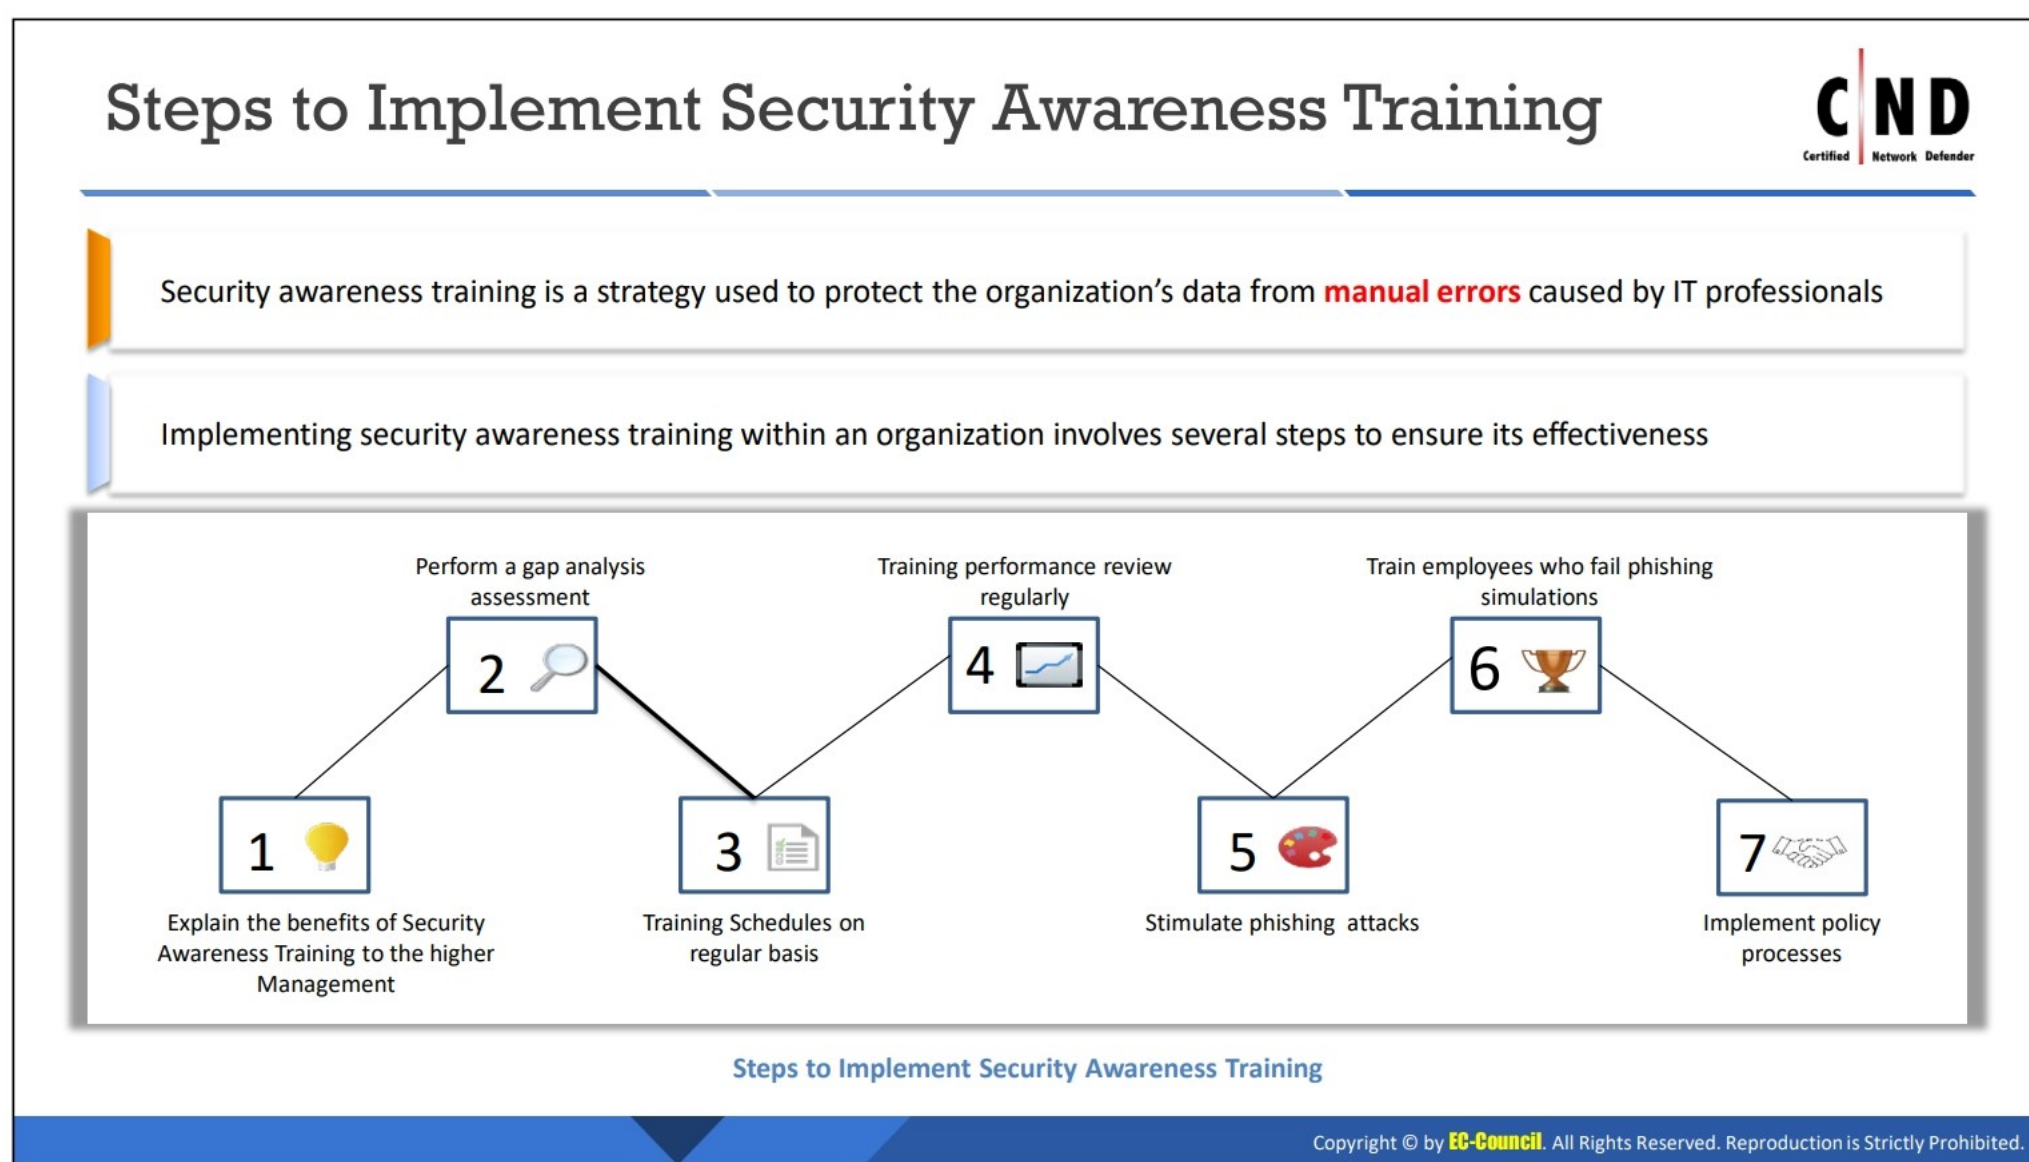 Steps to Implement Security Awareness Training
C ND
Certified Network Defender
Security awareness training is a strategy used to protect the organization's data from manual errors caused by IT professionals
Implementing security awareness training within an organization involves several steps to ensure its effectiveness
Perform a gap analysis
assessment
Training performance review
regularly
Train employees who fail phishing
simulations
2
4
6
1
3
5
7
Explain the benefits of Security
Awareness Training to the higher
Management
Training Schedules on
regular basis
Stimulate phishing attacks
Implement policy
processes
Steps to Implement Security Awareness Training
Copyright © by EC-Council. All Rights Reserved. Reproduction is Strictly Prohibited.